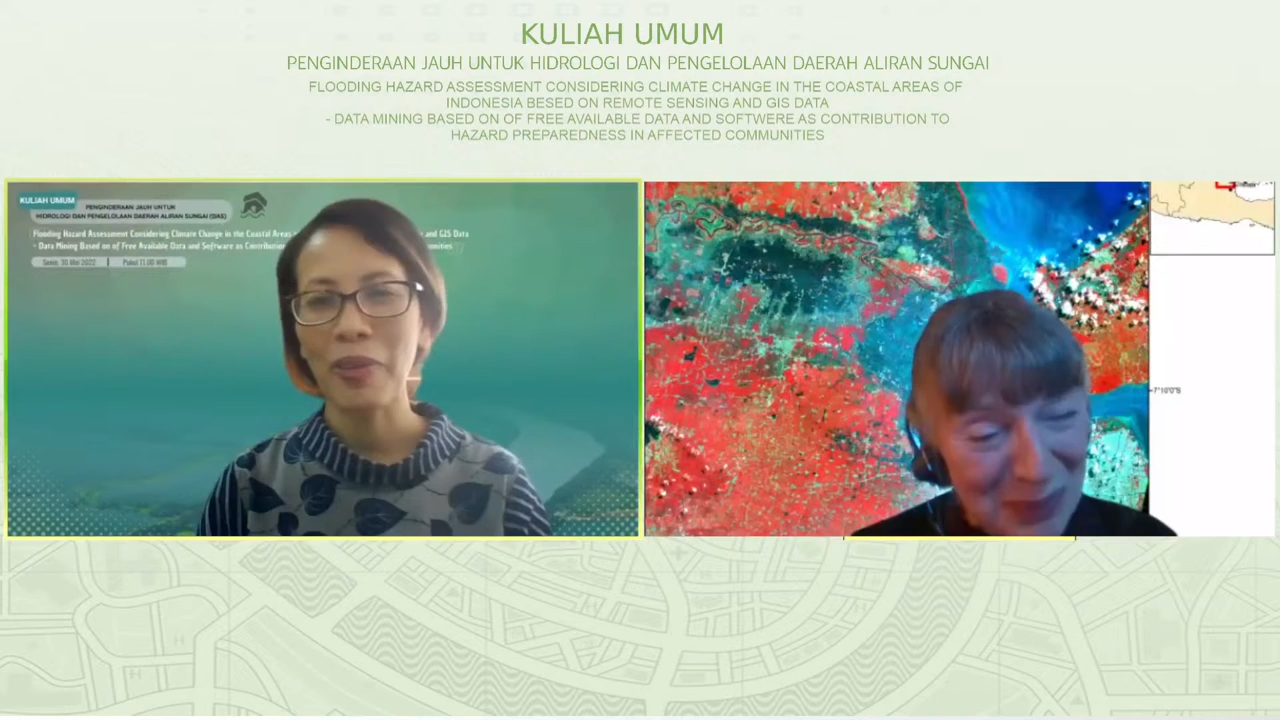 KULIAH UMUM
PENGINDERAAN JAUH UNTUK HIDROLOGI DAN PENGELOLAAN DAERAH ALIRAN SUNGAI
FLOODING HAZARD ASSESSMENT CONSIDERING CLIMATE CHANGE IN THE COASTAL AREAS OF
INDONESIA BESED ON REMOTE SENSING AND GIS DATA
- DATA MINING BASED ON OF FREE AVAILABLE DATA AND SOFTWERE AS CONTRIBUTION TO
HAZARD PREPAREDNESS IN AFFECTED COMMUNITIES
KULIAH UMUM
PENGINDERAAN JAUH UNTUK
HIDROLOGI DAN PENGELOLAAN DAERAH ALIRAN SUNGAI (DAS)
Flooding Hazard Assessment Considering Climate Change in the Coastal Areas and GIS Data
- Data Mining Based on of Free Available Data and Software as
Senin, 30 Mei 2022 | Pukul 11.00 WIB